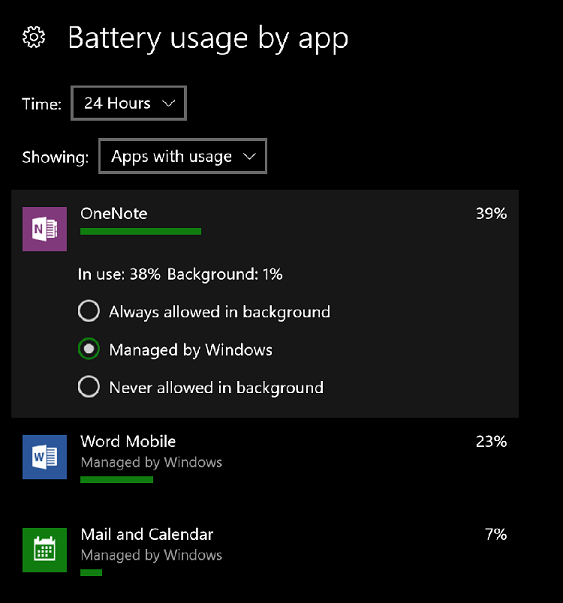 Battery usage by app
Time: 24 Hours
Showing: Apps with usage
OneNote 39%
In use: 38% Background: 1%
Always allowed in background
Managed by Windows
Never allowed in background
Word Mobile 23%
Managed by Windows
Mail and Calendar 7%
Managed by Windows